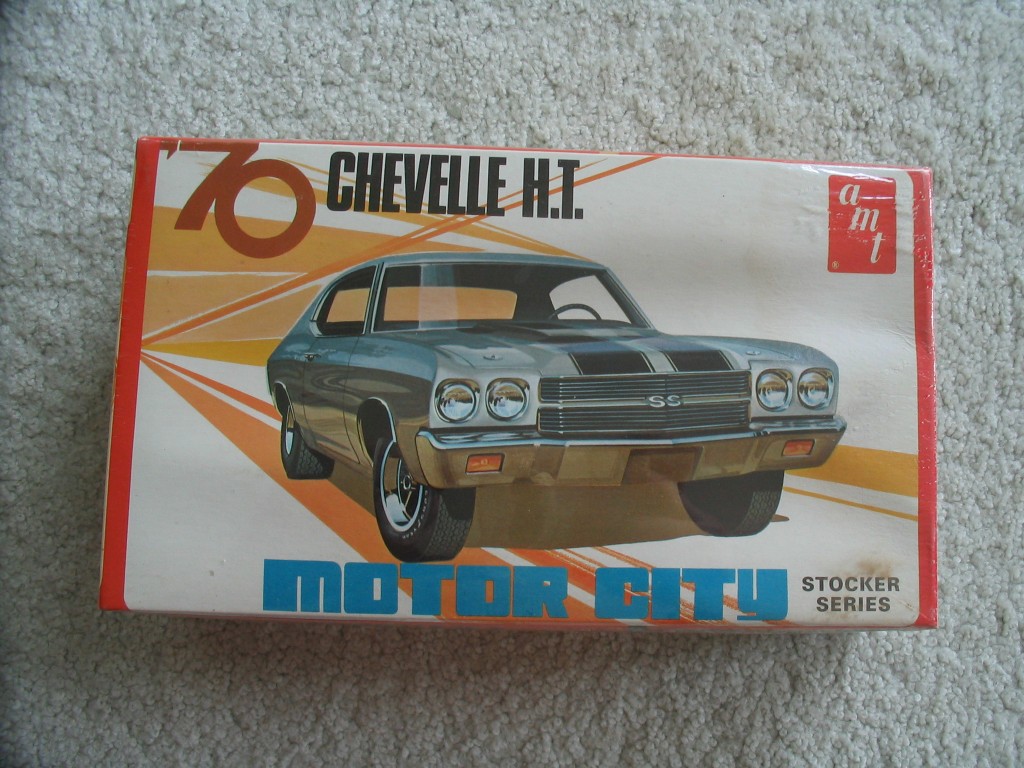 '70 CHEVELLE H.T.
amt
®
SS
MOTOR CITY
STOCKER
SERIES